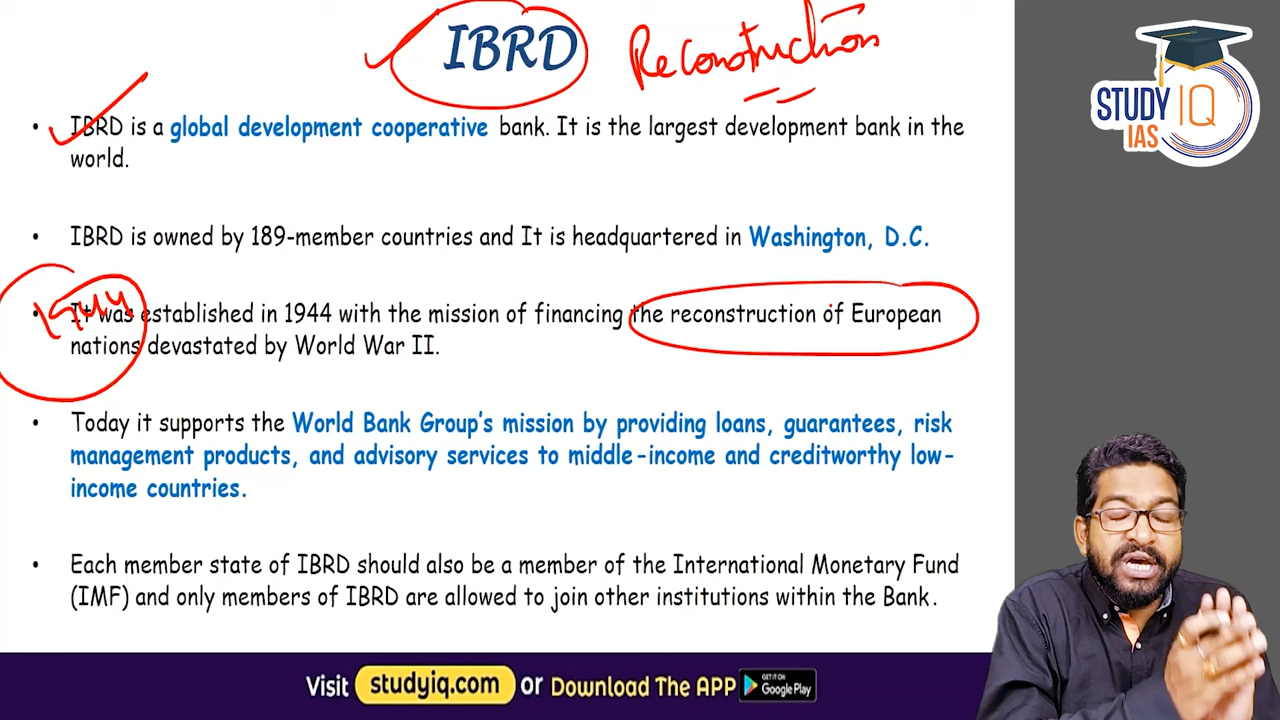 IBRD
Reconstruction
STUDY IQ
IAS
• IBRD is a global development cooperative bank. It is the largest development bank in the
world.
• IBRD is owned by 189-member countries and It is headquartered in Washington, D.C.
1944
• It was established in 1944 with the mission of financing the reconstruction of European
nations devastated by World War II.
• Today it supports the World Bank Group's mission by providing loans, guarantees, risk
management products, and advisory services to middle-income and creditworthy low-
income countries.
• Each member state of IBRD should also be a member of the International Monetary Fund
(IMF) and only members of IBRD are allowed to join other institutions within the Bank.
Visit studyiq.com or Download The APP GET IT ON Google Play